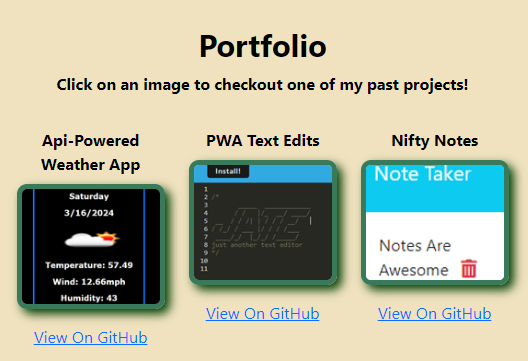 Portfolio
Click on an image to checkout one of my past projects!
Api-Powered
Weather App
Saturday
3/16/2024
Temperature: 57.49
Wind: 12.66mph
Humidity: 43
View On GitHub
PWA Text Edits
Install!
1
2 /*
3
4
5
6
7
8 just another text editor
9 */
10
11
View On GitHub
Nifty Notes
Note Taker
Notes Are
Awesome
View On GitHub